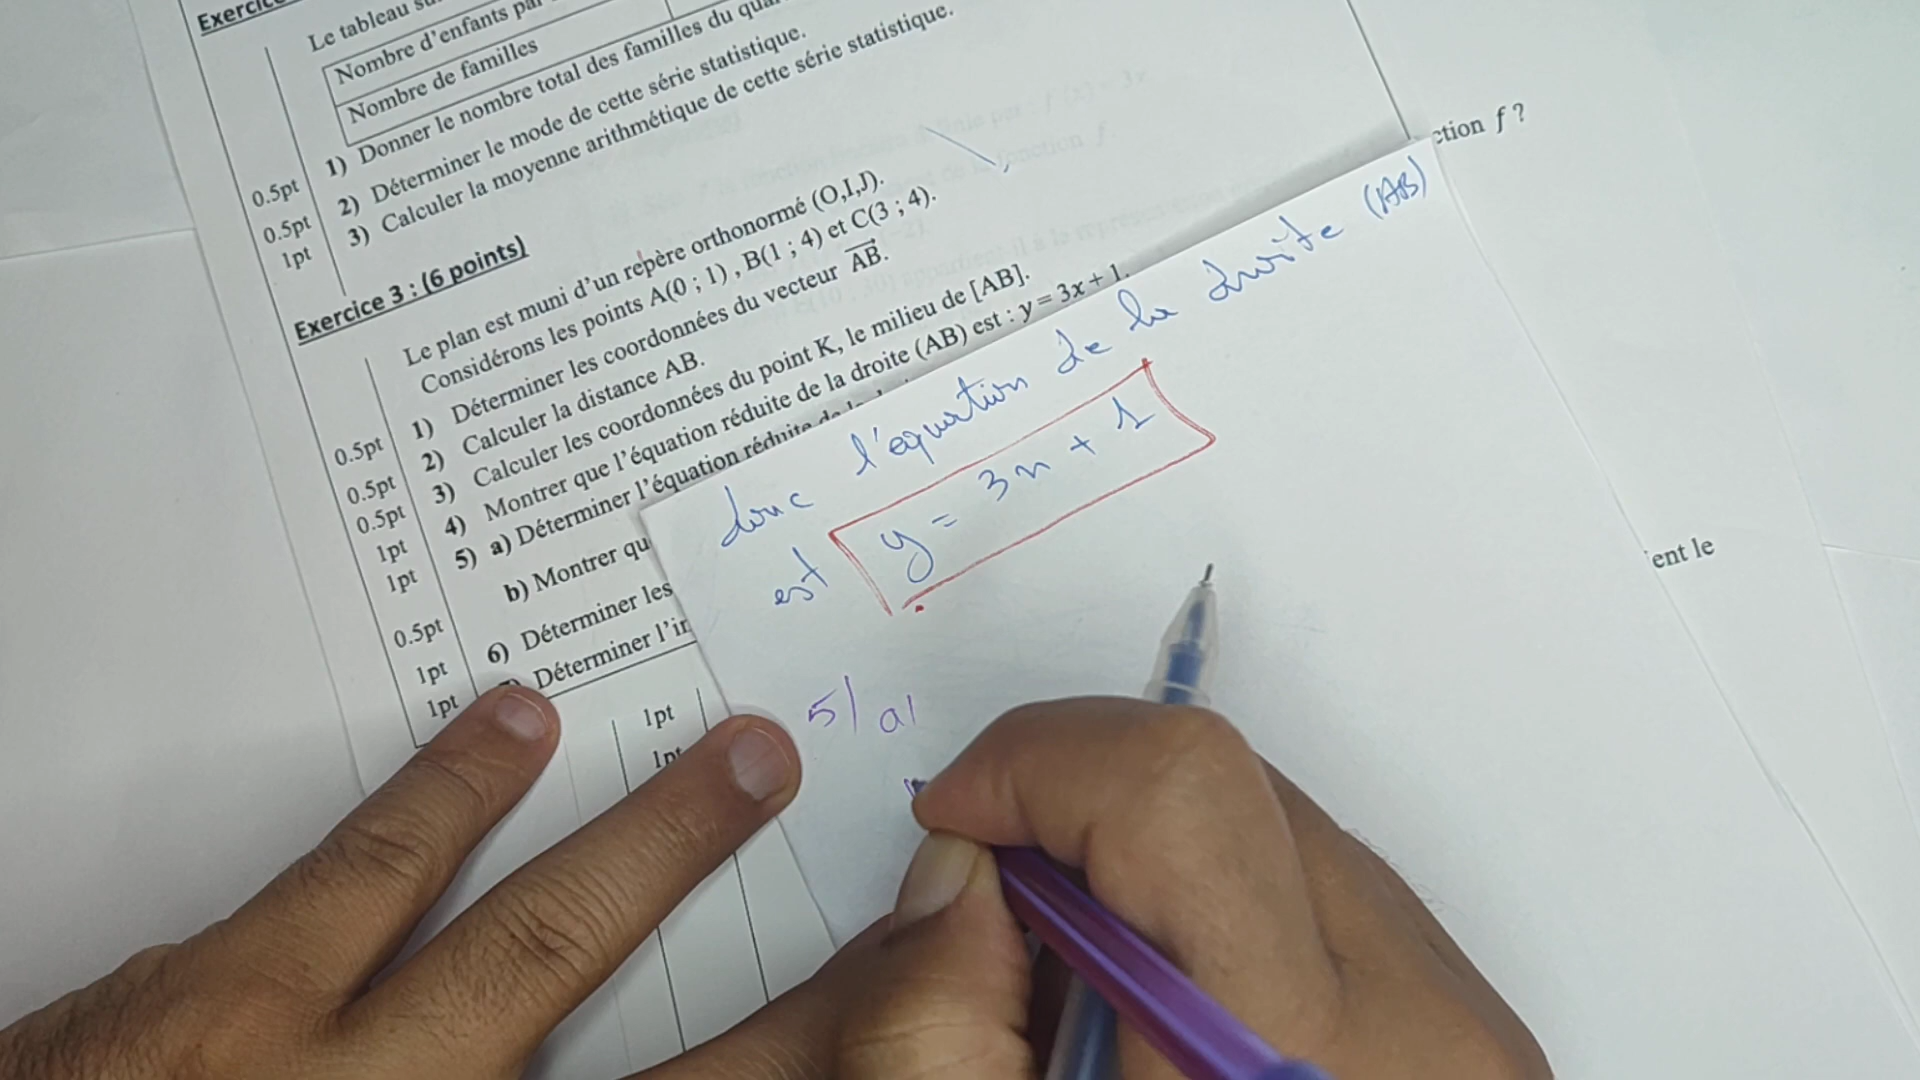 Exercice
Le tableau
Nombre d'enfants
Nombre de familles
0.5pt 1) Donner le nombre total des familles du
0.5pt 2) Déterminer le mode de cette série statistique.
1pt 3) Calculer la moyenne arithmétique de cette série statistique.
Exercice 3 : (6 points)
Le plan est muni d'un repère orthonormé (O,I,J).
Considérons les points A(0 ; 1) , B(1 ; 4) et C(3 ; 4).
0.5pt 1) Déterminer les coordonnées du vecteur \overrightarrow{AB}.
0.5pt 2) Calculer la distance AB.
0.5pt 3) Calculer les coordonnées du point K, le milieu de [AB].
1pt 4) Montrer que l'équation réduite de la droite (AB) est : y = 3x + 1.
1pt 5) a) Déterminer l'équation réduite de la
0.5pt b) Montrer qu
1pt 6) Déterminer les
1pt Déterminer l'in
1pt
1pt
ction f ?
ent le
donc l'équation de la droite (AB)
est y = 3x + 1
5/ a/